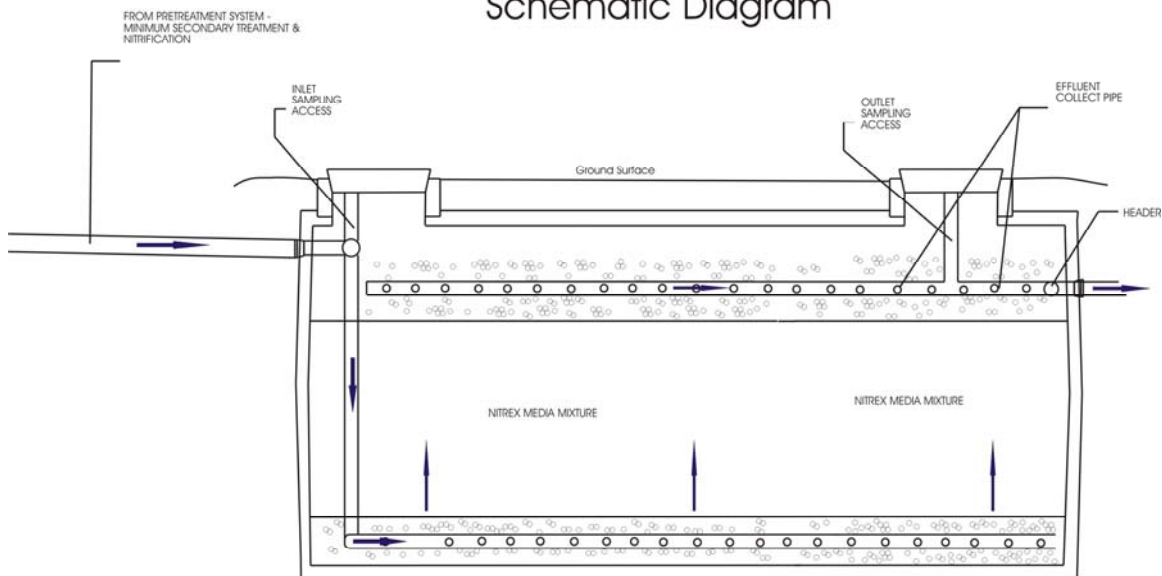 Schematic Diagram
FROM PRETREATMENT SYSTEM -
MINIMUM SECONDARY TREATMENT &
NITRIFICATION
INLET
SAMPLING
ACCESS
OUTLET
SAMPLING
ACCESS
EFFLUENT
COLLECT PIPE
Ground Surface
HEADER
NITREX MEDIA MIXTURE
NITREX MEDIA MIXTURE